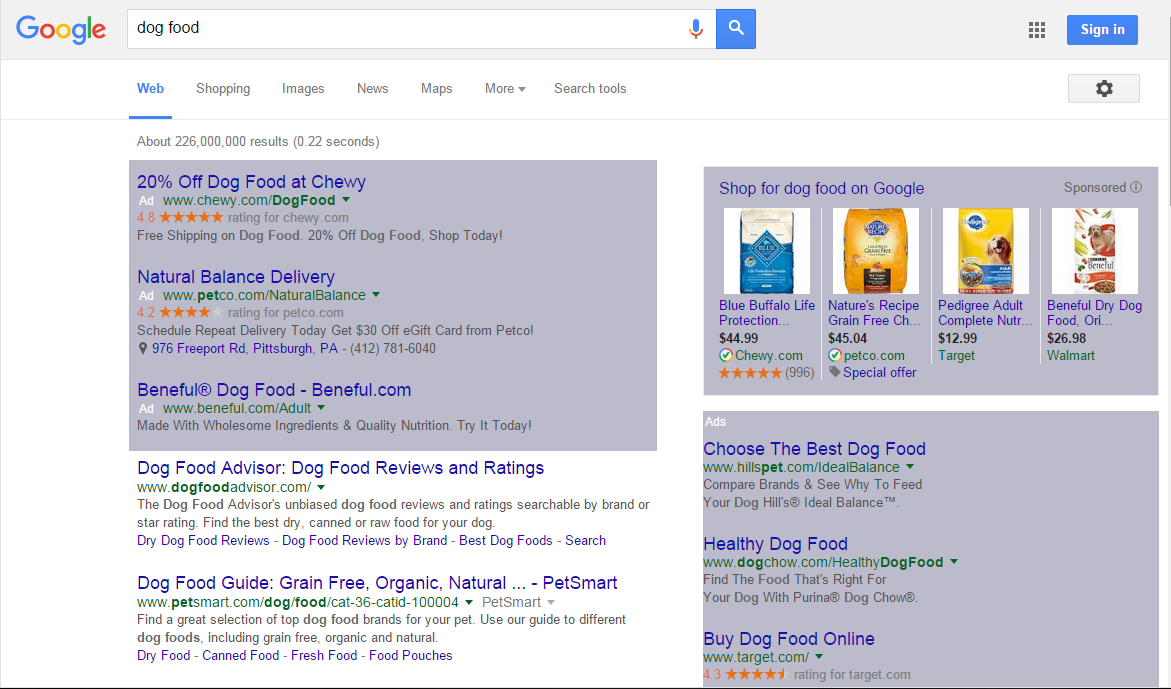 Google
dog food
Sign in
Web Shopping Images News Maps More Search tools
About 226,000,000 results (0.22 seconds)
20% Off Dog Food at Chewy
Ad www.chewy.com/DogFood
4.8 rating for chewy.com
Free Shipping on Dog Food. 20% Off Dog Food, Shop Today!
Natural Balance Delivery
Ad www.petco.com/NaturalBalance
4.2 rating for petco.com
Schedule Repeat Delivery Today Get $30 Off eGift Card from Petco!
976 Freeport Rd, Pittsburgh, PA - (412) 781-6040
Beneful® Dog Food - Beneful.com
Ad www.beneful.com/Adult
Made With Wholesome Ingredients & Quality Nutrition. Try It Today!
Dog Food Advisor: Dog Food Reviews and Ratings
www.dogfoodadvisor.com/
The Dog Food Advisor's unbiased dog food reviews and ratings searchable by brand or
star rating. Find the best dry, canned or raw food for your dog.
Dry Dog Food Reviews - Dog Food Reviews by Brand - Best Dog Foods - Search
Dog Food Guide: Grain Free, Organic, Natural ... - PetSmart
www.petsmart.com/dog/food/cat-36-catid-100004 PetSmart
Find a great selection of top dog food brands for your pet. Use our guide to different
dog foods, including grain free, organic and natural.
Dry Food - Canned Food - Fresh Food - Food Pouches
Shop for dog food on Google
Sponsored
BLUE
NATURE'S RECIPE
GRAIN FREE
Pedigree
Adult
Beneful
Blue Buffalo Life
Protection...
$44.99
Chewy.com
(996)
Nature's Recipe
Grain Free Ch...
$45.04
petco.com
Special offer
Pedigree Adult
Complete Nutr...
$12.99
Target
Beneful Dry Dog
Food, Ori...
$26.98
Walmart
Ads
Choose The Best Dog Food
www.hillspet.com/IdealBalance
Compare Brands & See Why To Feed
Your Dog Hill's® Ideal Balance™.
Healthy Dog Food
www.dogchow.com/HealthyDogFood
Find The Food That's Right For
Your Dog With Purina® Dog Chow®.
Buy Dog Food Online
www.target.com/
4.3 rating for target.com